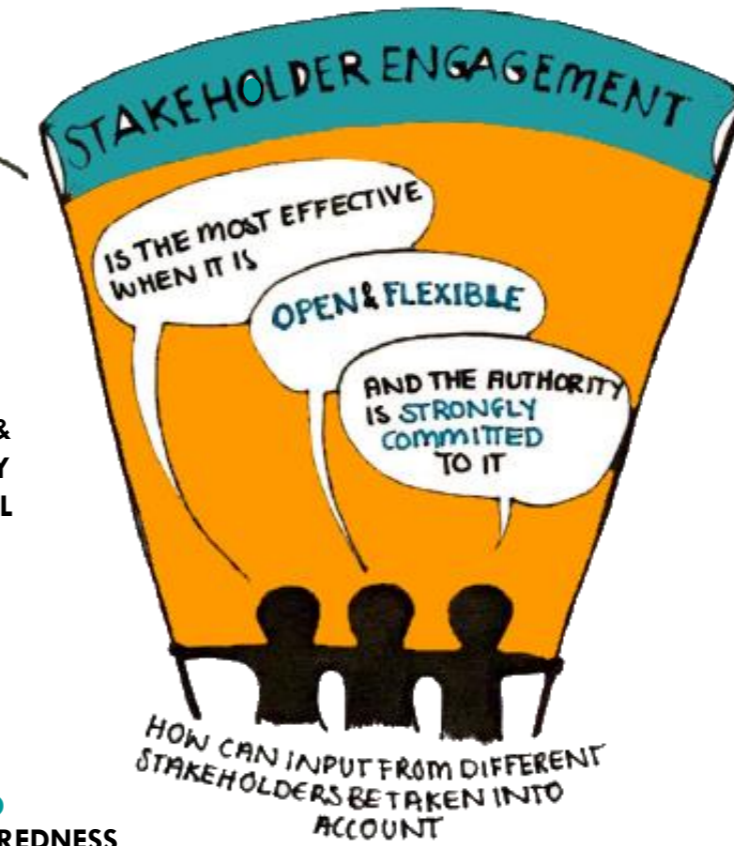 STAKEHOLDER ENGAGEMENT
IS THE MOST EFFECTIVE
WHEN IT IS
OPEN & FLEXIBLE
AND THE AUTHORITY
IS STRONGLY
COMMITTED
TO IT
&
Y
L
HOW CAN INPUT FROM DIFFERENT
STAKEHOLDERS BE TAKEN INTO
ACCOUNT
REDNESS